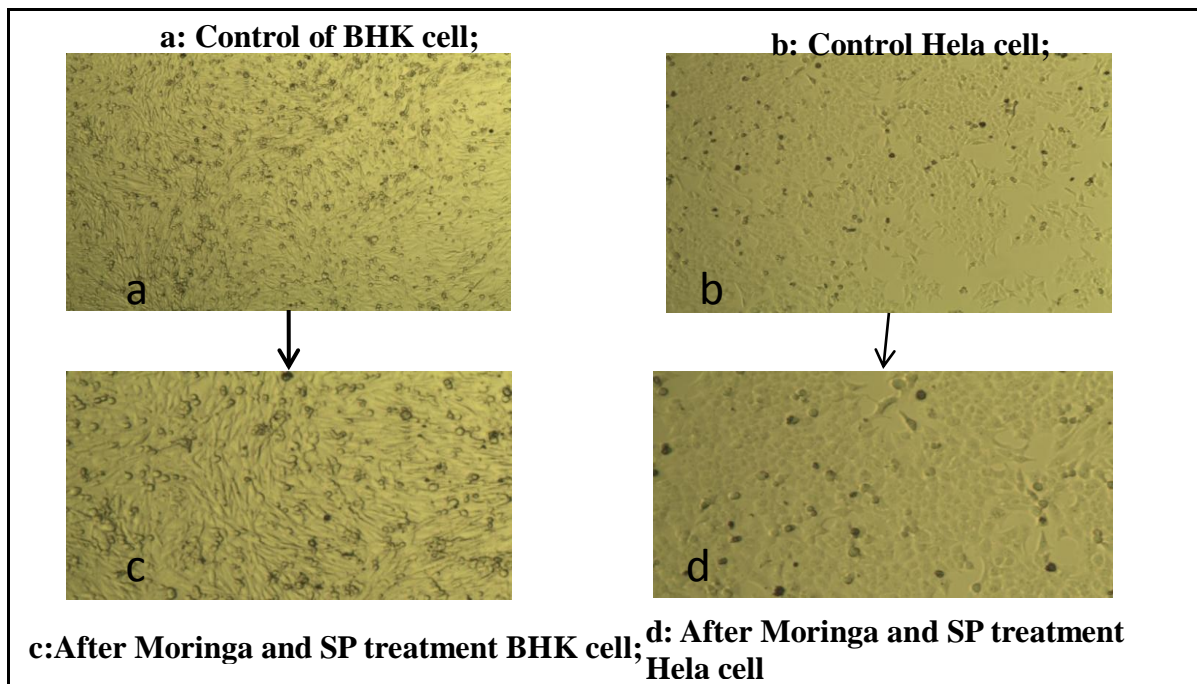 a: Control of BHK cell;
b: Control Hela cell;
a
b
c
d
c:After Moringa and SP treatment BHK cell;
d: After Moringa and SP treatment
Hela cell